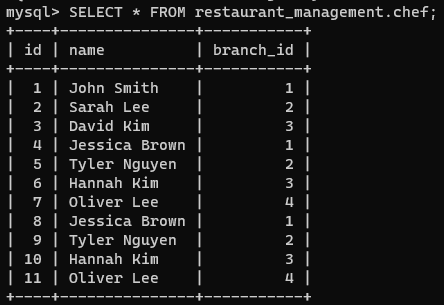 mysql> SELECT * FROM restaurant_management.chef;
+----+---------------+-----------+
| id | name          | branch_id |
+----+---------------+-----------+
|  1 | John Smith    |         1 |
|  2 | Sarah Lee     |         2 |
|  3 | David Kim     |         3 |
|  4 | Jessica Brown |         1 |
|  5 | Tyler Nguyen  |         2 |
|  6 | Hannah Kim    |         3 |
|  7 | Oliver Lee    |         4 |
|  8 | Jessica Brown |         1 |
|  9 | Tyler Nguyen  |         2 |
| 10 | Hannah Kim    |         3 |
| 11 | Oliver Lee    |         4 |
+----+---------------+-----------+